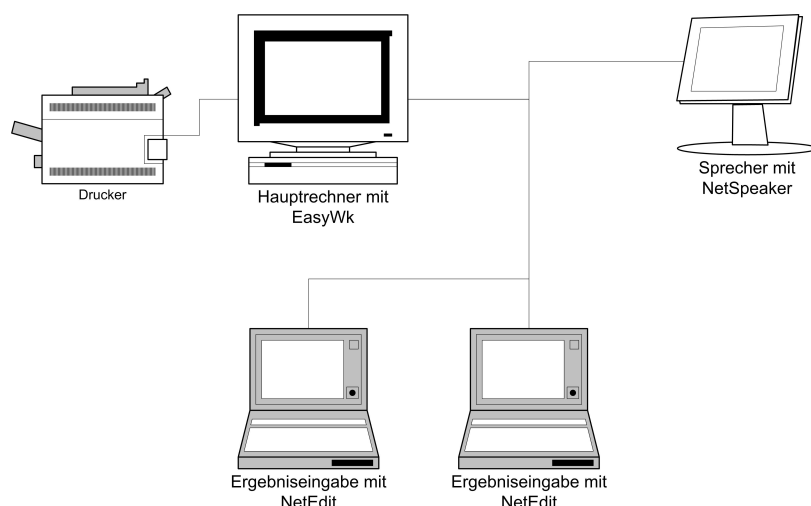 Drucker
Hauptrechner mit
EasyWk
Sprecher mit
NetSpeaker
Ergebniseingabe mit
NetEdit
Ergebniseingabe mit
NetEdit